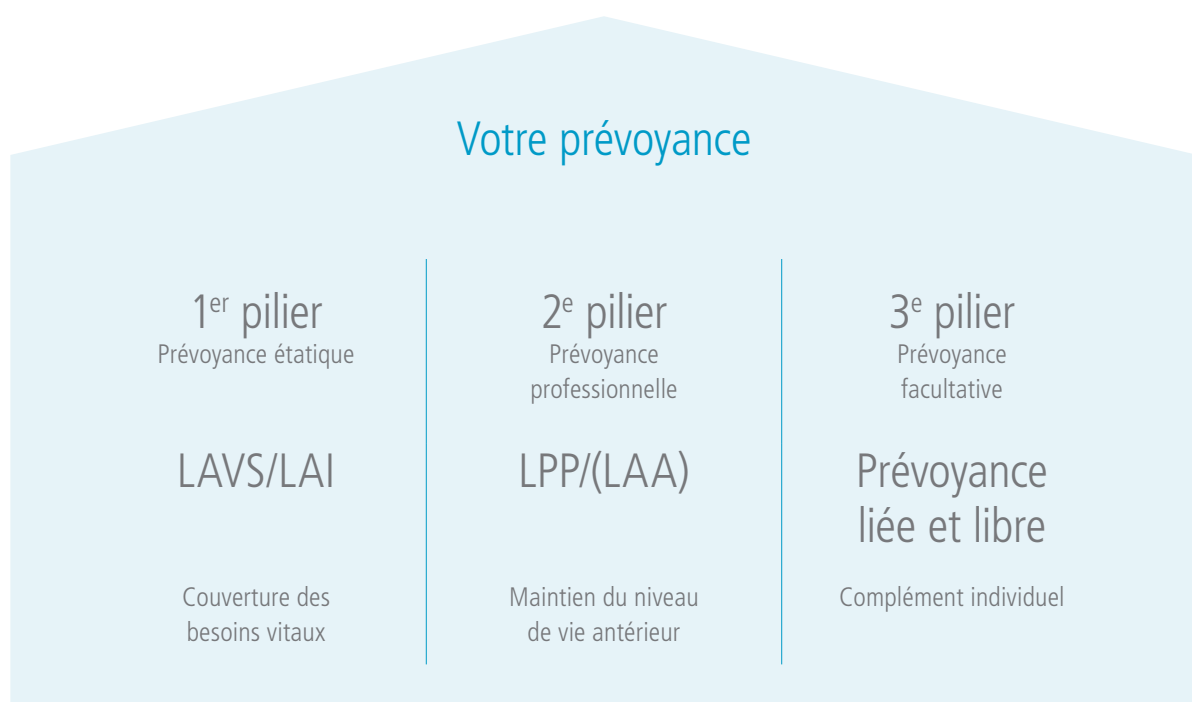 Votre prévoyance
1er pilier
Prévoyance étatique
LAVS/LAI
Couverture des
besoins vitaux
2e pilier
Prévoyance
professionnelle
LPP/(LAA)
Maintien du niveau
de vie antérieur
3e pilier
Prévoyance
facultative
Prévoyance
liée et libre
Complément individuel